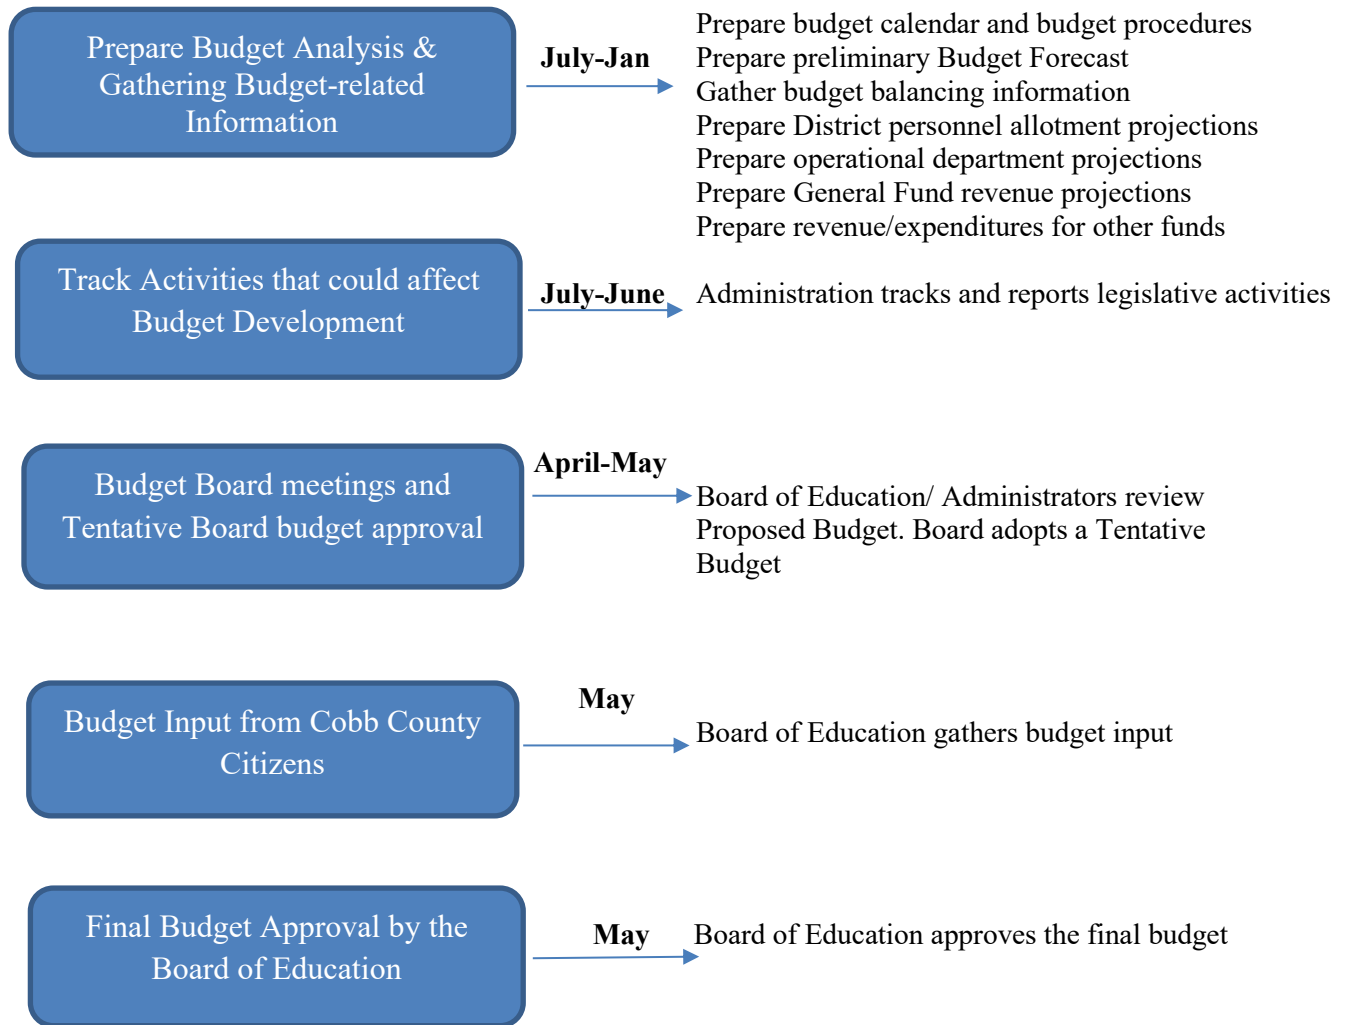 Prepare Budget Analysis &
Gathering Budget-related
Information
July-Jan
Prepare budget calendar and budget procedures
Prepare preliminary Budget Forecast
Gather budget balancing information
Prepare District personnel allotment projections
Prepare operational department projections
Prepare General Fund revenue projections
Prepare revenue/expenditures for other funds
Track Activities that could affect
Budget Development
July-June
Administration tracks and reports legislative activities
Budget Board meetings and
Tentative Board budget approval
April-May
Board of Education/ Administrators review
Proposed Budget. Board adopts a Tentative
Budget
Budget Input from Cobb County
Citizens
May
Board of Education gathers budget input
Final Budget Approval by the
Board of Education
May
Board of Education approves the final budget